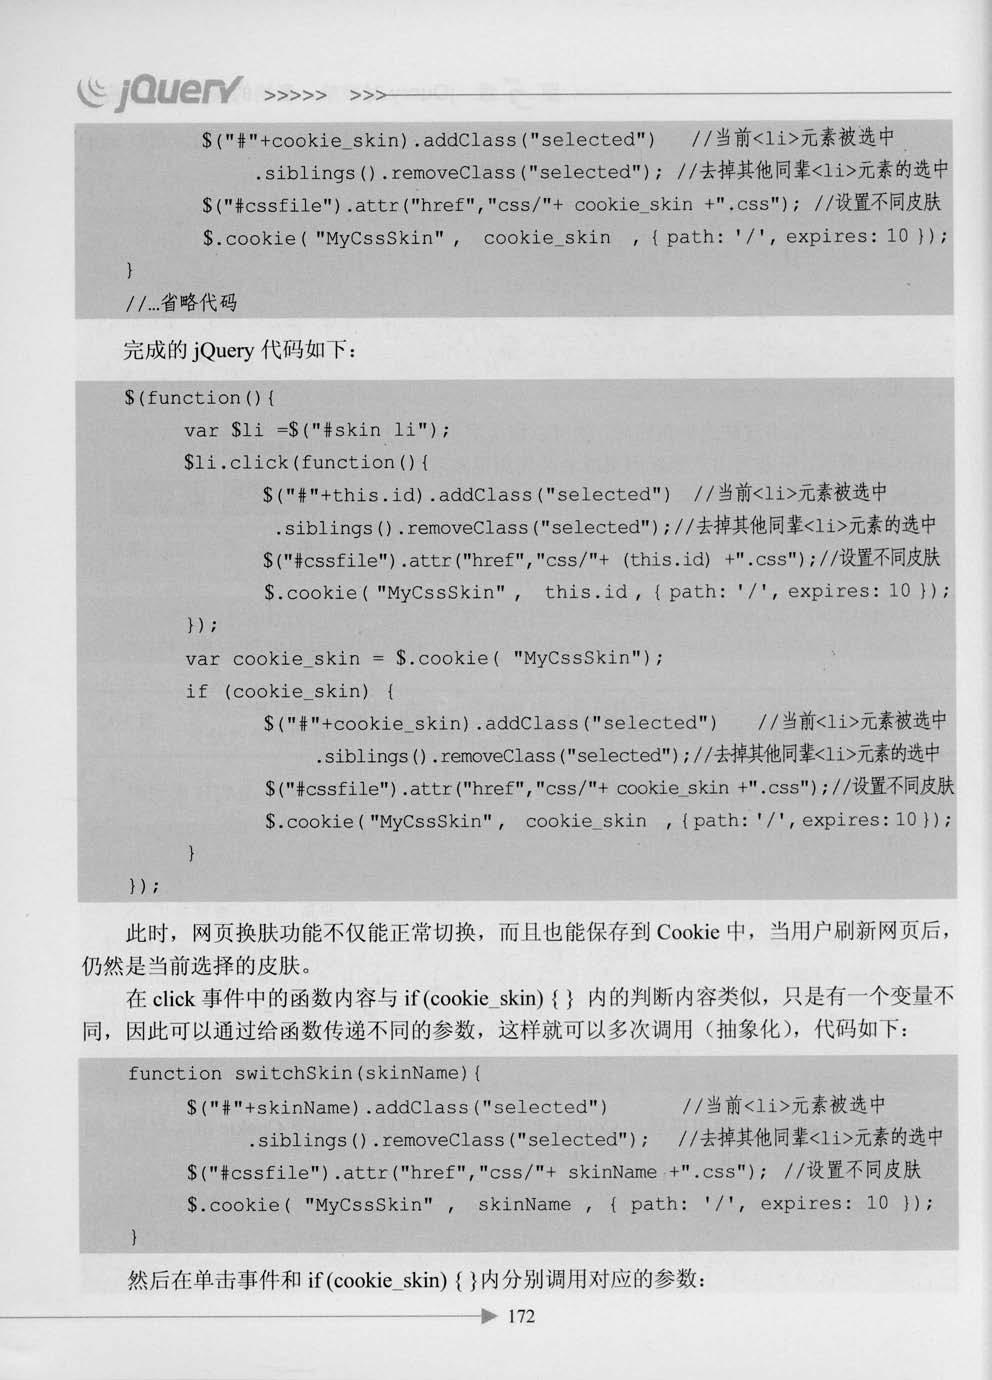 jQuery >>>>> >>>
$("#"+cookie_skin).addClass("selected") //当前<li>元素被选中
.siblings().removeClass("selected"); //去掉其他同辈<li>元素的选中
$("#cssfile").attr("href","css/"+ cookie_skin +".css"); //设置不同皮肤
$.cookie( "MyCssSkin" , cookie_skin , { path: '/', expires: 10 });
}
//…省略代码
完成的 jQuery 代码如下：
$(function(){
var $li =$("#skin li");
$li.click(function(){
$("#"+this.id).addClass("selected") //当前<li>元素被选中
.siblings().removeClass("selected");//去掉其他同辈<li>元素的选中
$("#cssfile").attr("href","css/"+ (this.id) +".css");//设置不同皮肤
$.cookie( "MyCssSkin" , this.id , { path: '/', expires: 10 });
});
var cookie_skin = $.cookie( "MyCssSkin");
if (cookie_skin) {
$("#"+cookie_skin).addClass("selected") //当前<li>元素被选中
.siblings().removeClass("selected");//去掉其他同辈<li>元素的选中
$("#cssfile").attr("href","css/"+ cookie_skin +".css");//设置不同皮肤
$.cookie("MyCssSkin", cookie_skin ,{path:'/',expires:10});
}
});
此时，网页换肤功能不仅能正常切换，而且也能保存到 Cookie 中，当用户刷新网页后，
仍然是当前选择的皮肤。
在 click 事件中的函数内容与 if (cookie_skin) { } 内的判断内容类似，只是有一个变量不
同，因此可以通过给函数传递不同的参数，这样就可以多次调用（抽象化），代码如下：
function switchSkin(skinName){
$("#"+skinName).addClass("selected") //当前<li>元素被选中
.siblings().removeClass("selected"); //去掉其他同辈<li>元素的选中
$("#cssfile").attr("href","css/"+ skinName +".css"); //设置不同皮肤
$.cookie( "MyCssSkin" , skinName , { path: '/', expires: 10 });
}
然后在单击事件和 if (cookie_skin) { }内分别调用对应的参数：
172